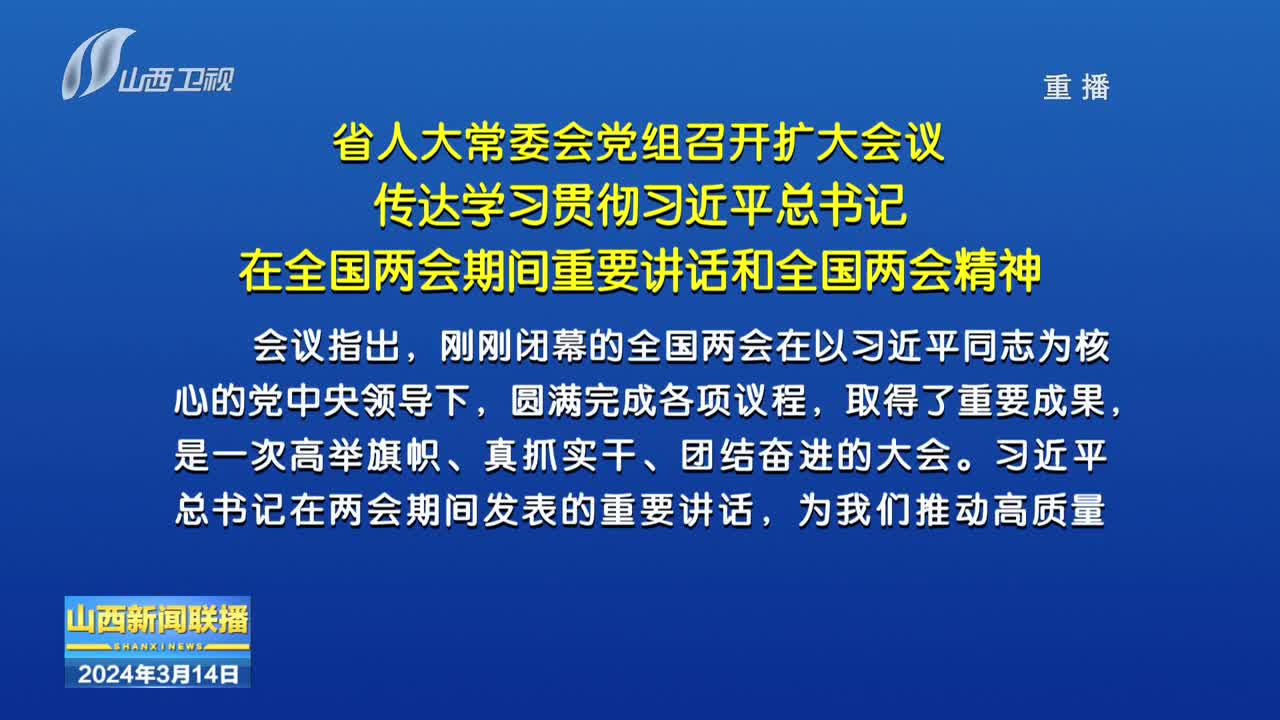 山西卫视
重播
省人大常委会党组召开扩大会议
传达学习贯彻习近平总书记
在全国两会期间重要讲话和全国两会精神
会议指出，刚刚闭幕的全国两会在以习近平同志为核
心的党中央领导下，圆满完成各项议程，取得了重要成果，
是一次高举旗帜、真抓实干、团结奋进的大会。习近平
总书记在两会期间发表的重要讲话，为我们推动高质量
山西新闻联播
SHANXI NEWS
2024年3月14日